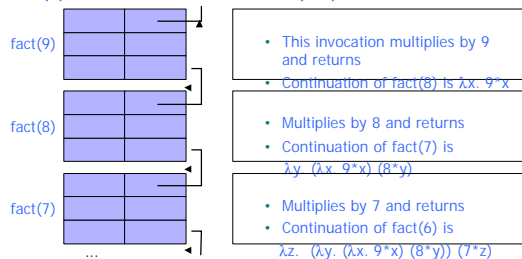 fact(9)
• This invocation multiplies by 9
and returns
• Continuation of fact(8) is λx. 9*x
fact(8)
• Multiplies by 8 and returns
• Continuation of fact(7) is
λy. (λx. 9*x) (8*y)
fact(7)
• Multiplies by 7 and returns
• Continuation of fact(6) is
λz. (λy. (λx. 9*x) (8*y)) (7*z)
...